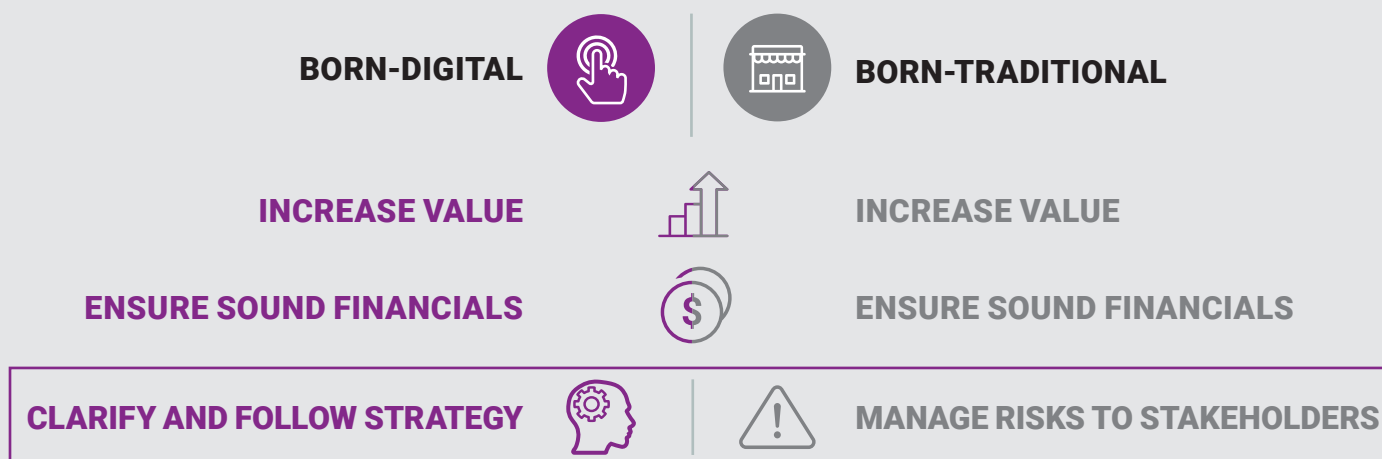 BORN-DIGITAL
BORN-TRADITIONAL
INCREASE VALUE
INCREASE VALUE
ENSURE SOUND FINANCIALS
$
ENSURE SOUND FINANCIALS
CLARIFY AND FOLLOW STRATEGY
!
MANAGE RISKS TO STAKEHOLDERS